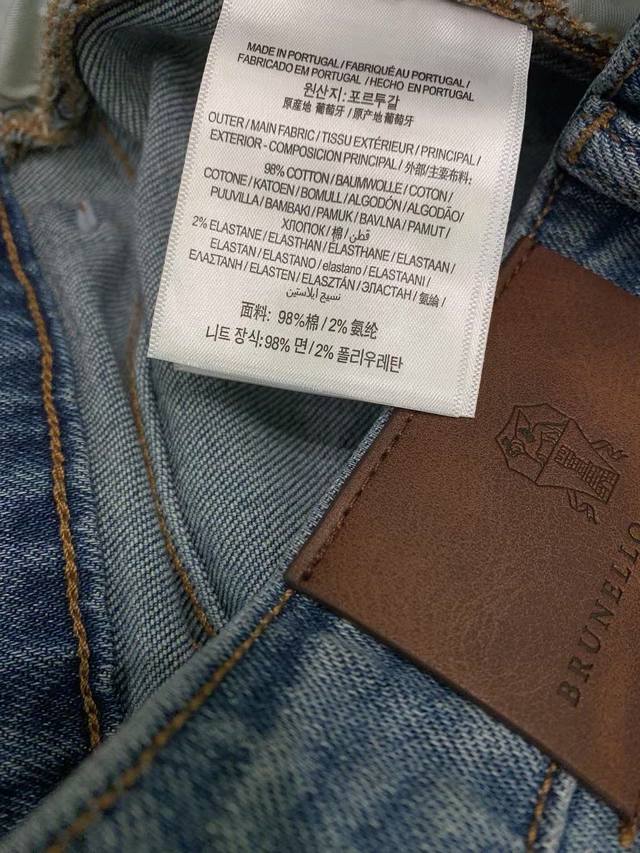 MADE IN PORTUGAL / FABRIQUÉ AU PORTUGAL /
FABRICADO EM PORTUGAL / HECHO EN PORTUGAL
원산지: 포르투갈
原産地 葡萄牙 / 原产地 葡萄牙
OUTER / MAIN FABRIC / TISSU EXTÉRIEUR / PRINCIPAL /
EXTERIOR - COMPOSICION PRINCIPAL / 外部/主要布料:
98% COTTON / BAUMWOLLE / COTON /
COTONE / KATOEN / BOMULL / ALGODÓN / ALGODÃO/
PUUVILLA / BAMBAKI / PAMUK / BAVLNA / PAMUT /
ХЛОПОК / 棉 / قطن /
2% ELASTANE / ELASTHAN / ELASTHANE / ELASTAAN/
ELASTAN / ELASTANO / elastano / ELASTAANI /
ΕΛΑΣΤΑΝΗ / ELASTEN / ELASZTÁN / ЭЛАСТАН / 氨綸 /
نسيج ايلاستين
面料: 98%棉 / 2% 氨纶
니트 장식: 98% 면 / 2% 폴리우레탄
BRUNELLO